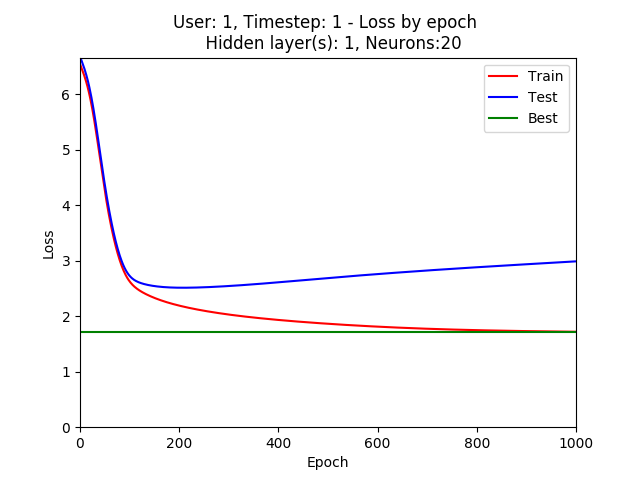 User: 1, Timestep: 1 - Loss by epoch
Hidden layer(s): 1, Neurons:20
Train
Test
Best
Loss
6
5
4
3
2
1
0
0 200 400 600 800 1000
Epoch